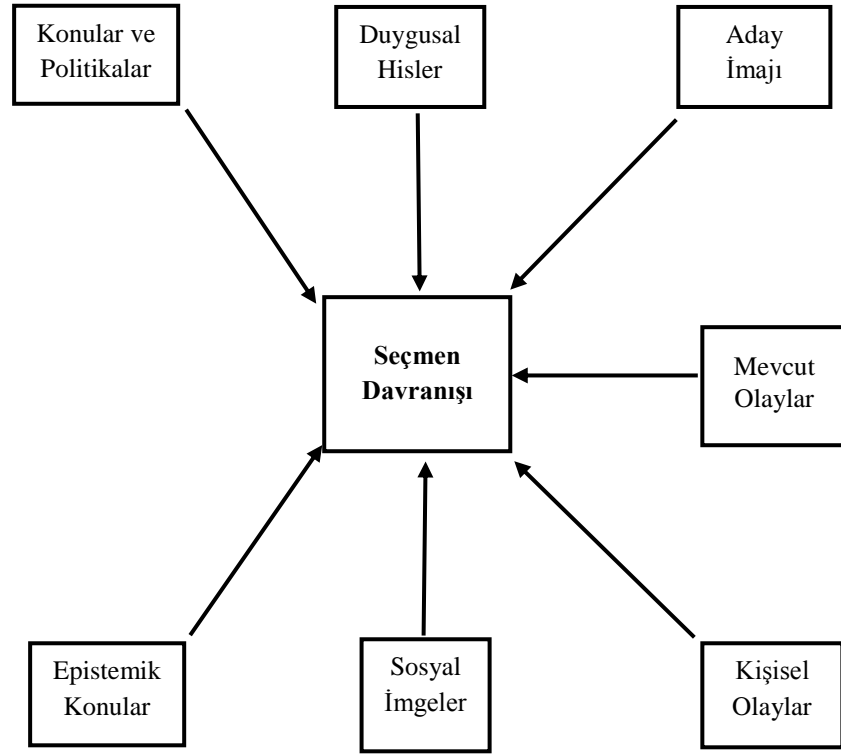 Konular ve
Politikalar
Duygusal
Hisler
Aday
İmajı
Seçmen
Davranışı
Mevcut
Olaylar
Epistemik
Konular
Sosyal
İmgeler
Kişisel
Olaylar